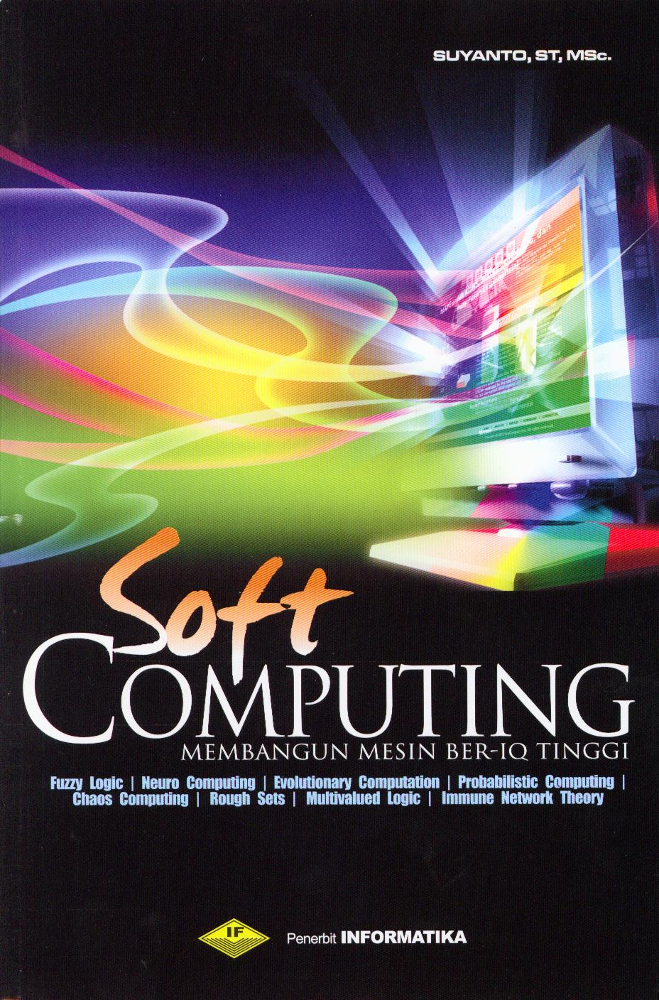 SUYANTO, ST, MSc.
Soft
COMPUTING
MEMBANGUN MESIN BER-IQ TINGGI
Fuzzy Logic | Neuro Computing | Evolutionary Computation | Probabilistic Computing |
Chaos Computing | Rough Sets | Multivalued Logic | Immune Network Theory
IF
Penerbit INFORMATIKA